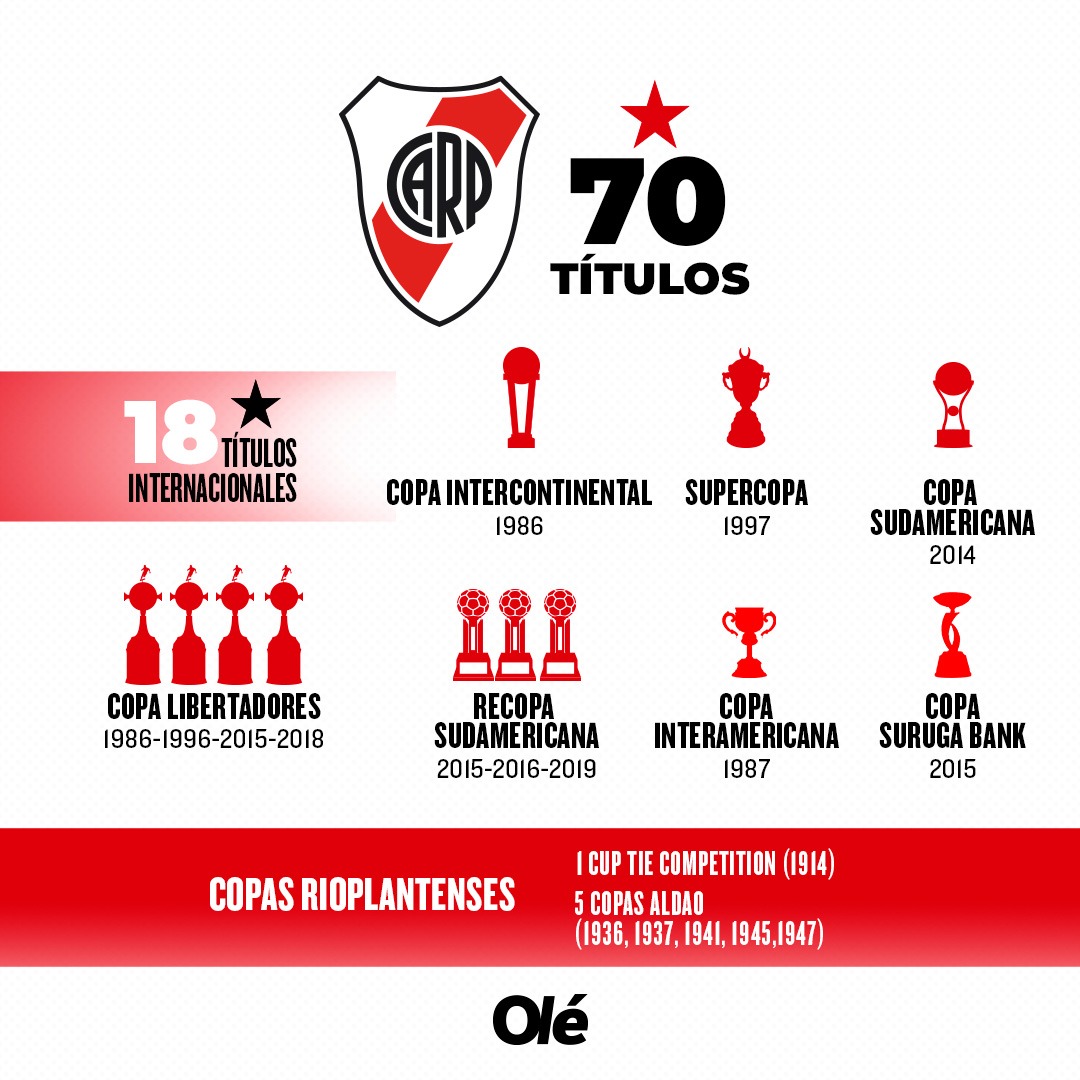 CARP
70
TÍTULOS
18 TÍTULOS
INTERNACIONALES
COPA INTERCONTINENTAL
1986
SUPERCOPA
1997
COPA
SUDAMERICANA
2014
COPA LIBERTADORES
1986-1996-2015-2018
RECOPA
SUDAMERICANA
2015-2016-2019
COPA
INTERAMERICANA
1987
COPA
SURUGA BANK
2015
COPAS RIOPLANTENSES
1 CUP TIE COMPETITION (1914)
5 COPAS ALDAO
(1936, 1937, 1941, 1945,1947)
Olé